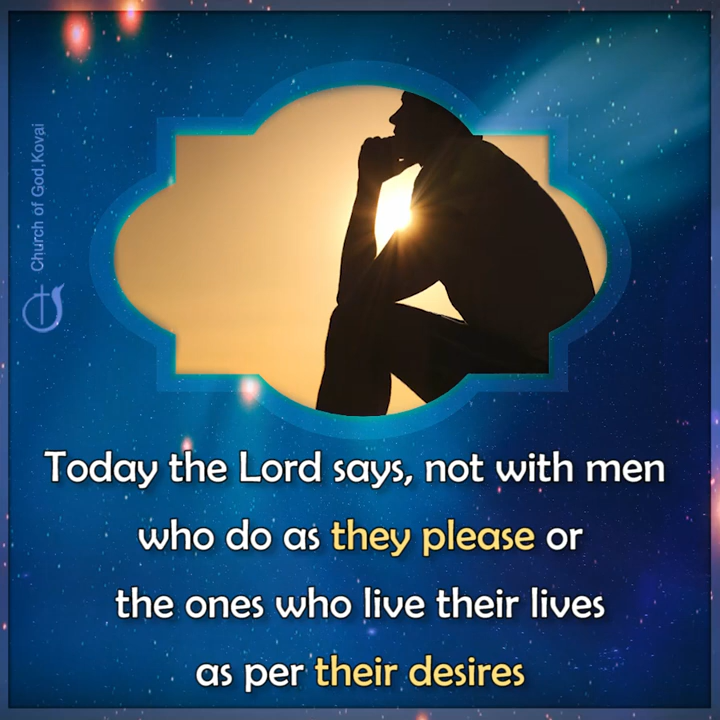 Church of God,Kovai
Today the Lord says, not with men
who do as they please or
the ones who live their lives
as per their desires